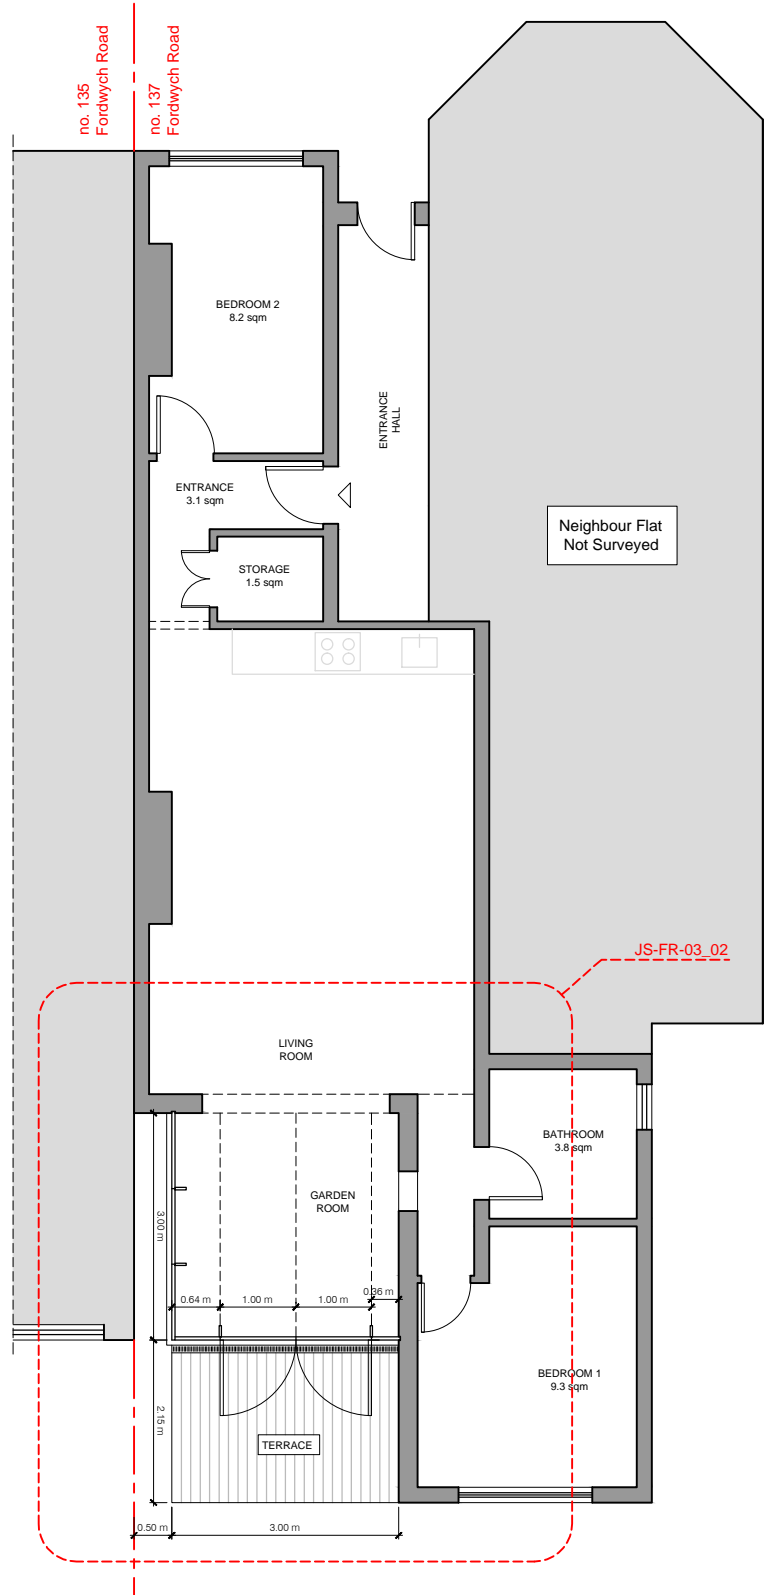 no. 135
Fordwych Road
no. 137
Fordwych Road
BEDROOM 2
8.2 sqm
ENTRANCE
HALL
ENTRANCE
3.1 sqm
Neighbour Flat
Not Surveyed
STORAGE
1.5 sqm
JS-FR-03_02
LIVING
ROOM
BATHROOM
3.8 sqm
GARDEN
ROOM
3.00 m
0.64 m
1.00 m
1.00 m
0.36 m
BEDROOM 1
9.3 sqm
2.15 m
TERRACE
0.50 m
3.00 m